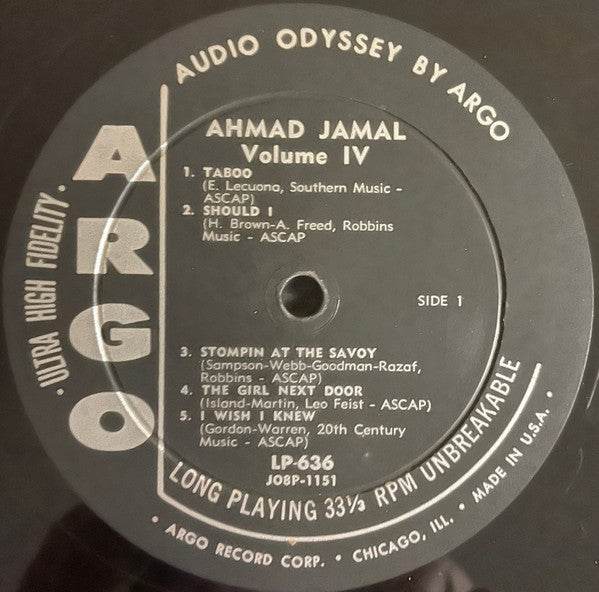 AUDIO ODYSSEY BY ARGO
ARGO
• ULTRA HIGH FIDELITY •
AHMAD JAMAL
Volume IV
1. TABOO
(E. Lecuona, Southern Music -
ASCAP)
2. SHOULD I
(H. Brown-A. Freed, Robbins
Music - ASCAP
SIDE 1
3. STOMPIN AT THE SAVOY
(Sampson-Webb-Goodman-Razaf,
Robbins - ASCAP)
4. THE GIRL NEXT DOOR
(Island-Martin, Leo Feist - ASCAP)
5. I WISH I KNEW
(Gordon-Warren, 20th Century
Music - ASCAP)
LP-636
JO8P-1151
LONG PLAYING 33⅓ RPM UNBREAKABLE
• ARGO RECORD CORP. • CHICAGO, ILL. • MADE IN U.S.A. •